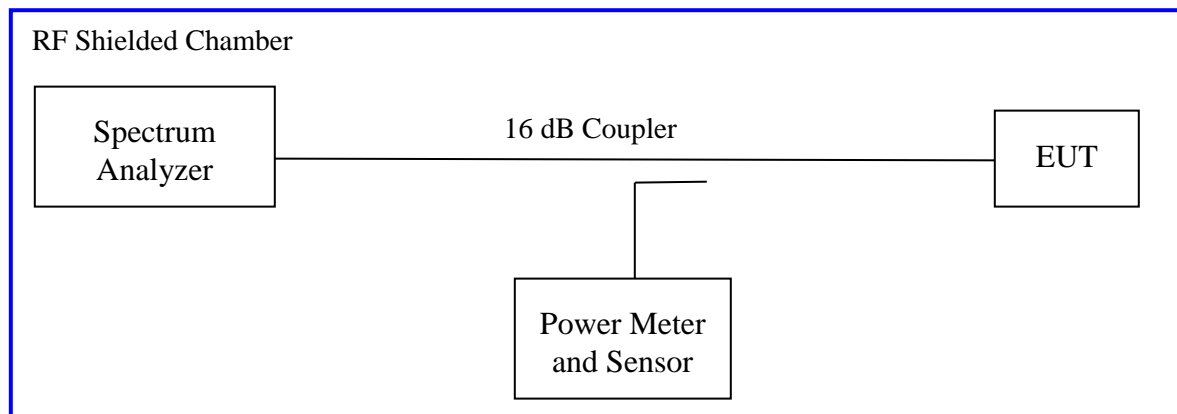 RF Shielded Chamber
Spectrum
Analyzer
16 dB Coupler
EUT
Power Meter
and Sensor